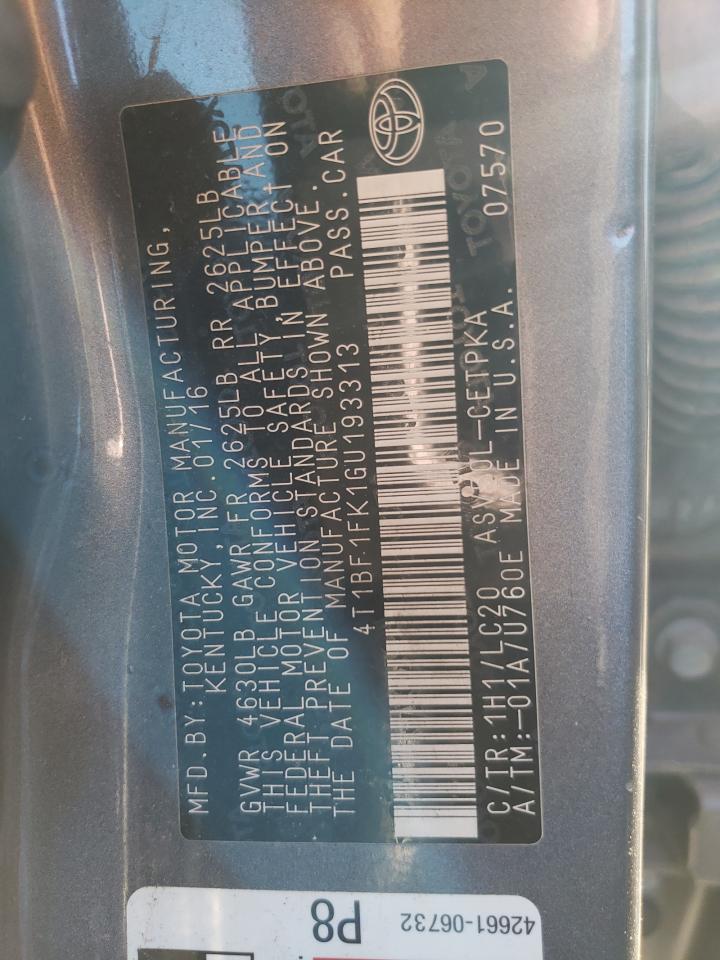 MFD.BY:TOYOTA MOTOR MANUFACTURING,
KENTUCKY,INC.01/16
GVWR 4630LB GAWR FR 2625LB RR 2625LB
THIS VEHICLE CONFORMS TO ALL APPLICABLE
FEDERAL MOTOR VEHICLE SAFETY, BUMPER AND
THEFT PREVENTION STANDARDS IN EFFECT ON
THE DATE OF MANUFACTURE SHOWN ABOVE.
4T1BF1FK1GU193313 PASS.CAR
C/TR:1H1/LC20
A/TM:-01A/U760E MADE IN U.S.A. 07570
P8
42661-06732